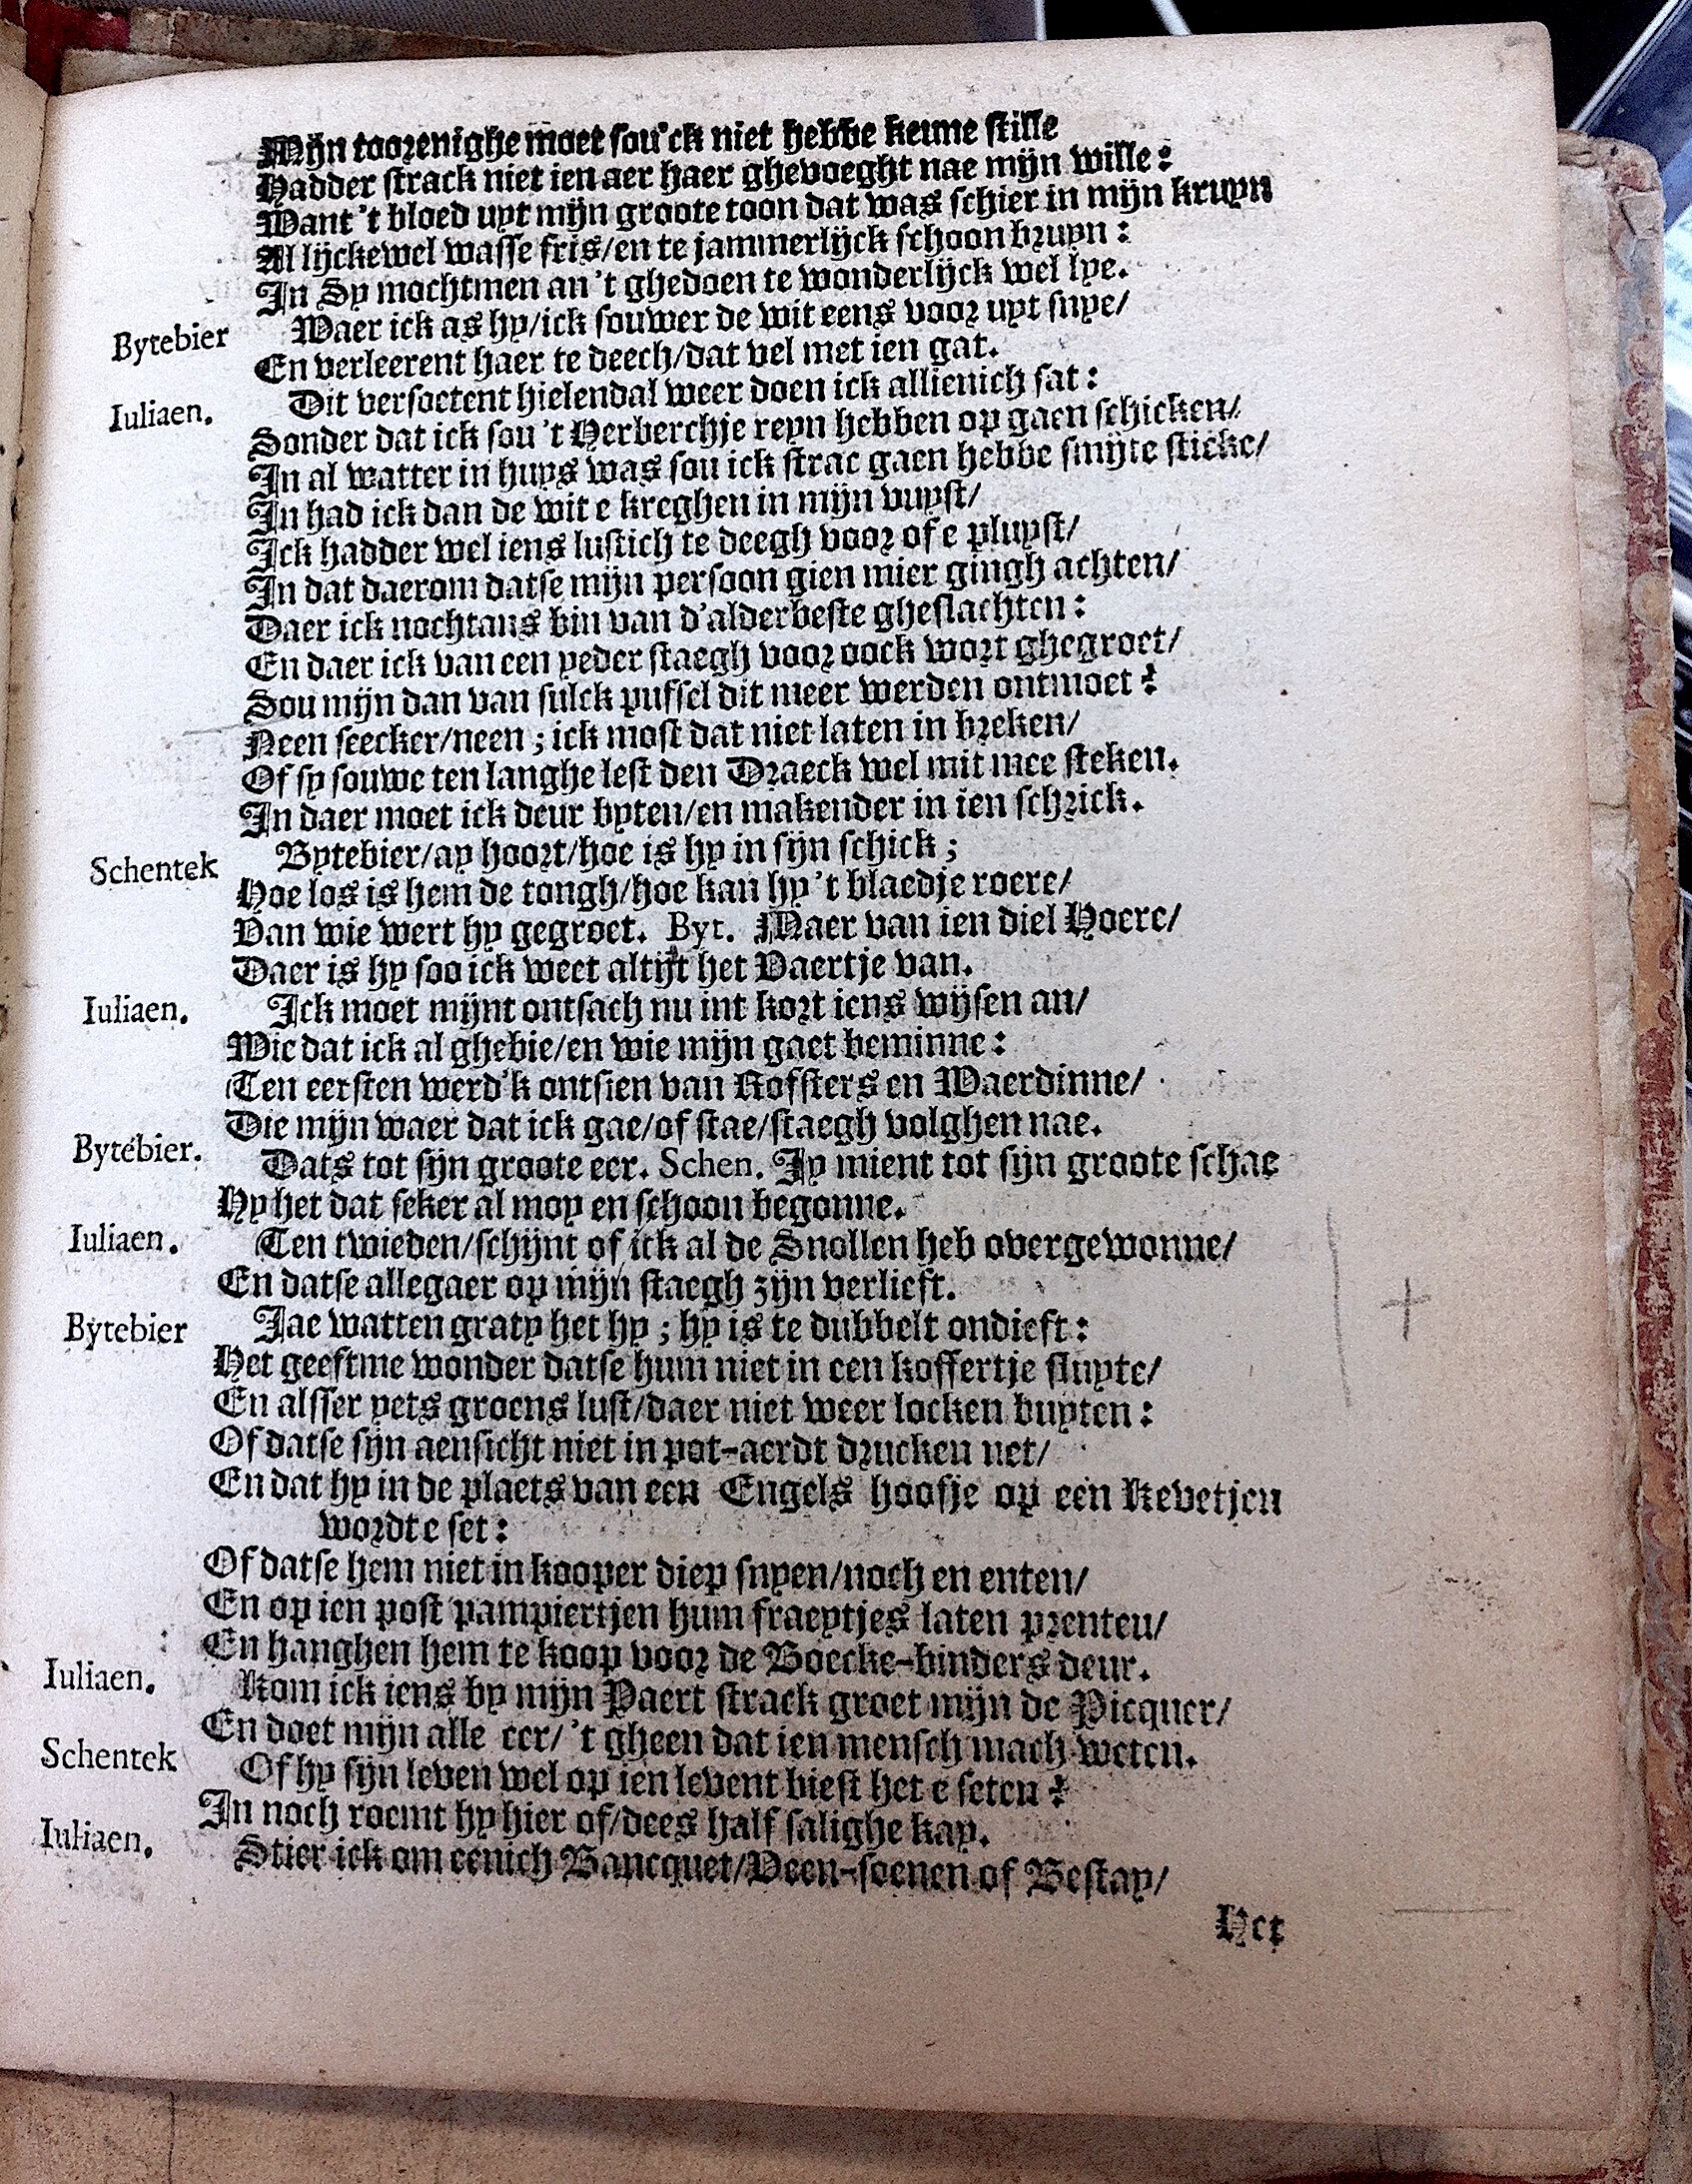 Mijn toorenighe moet sou'ck niet hebbe kenne stille
Hadder strack niet ien aer haer ghevoeght nae mijn wille:
Want 't bloed uyt mijn groote toon dat was schier in mijn kruyn
Al lijckewel wasse fris/en te jammerlijck schoon bruyn:
In Sy mochtmen an 't ghedoen te wonderlijck wel lye.
Bytebier Waer ick as hy/ick souwer de wit eens voor uyt snye/
En verleerent haer te deech/dat vel met ien gat.
Iuliaen. Dit versoetent hielendal weer doen ick allienich sat:
Sonder dat ick sou 't Herberchje reyn hebben op gaen schicken/
In al watter in huys was sou ick strac gaen hebbe smijte sticke/
In had ick dan de wit e kreghen in mijn vuyst/
Ick hadder wel iens lustich te deegh voor of e pluyst/
In dat daerom datse mijn persoon gien mier gingh achten/
Daer ick nochtans bin van d'alderbeste gheslachten:
En daer ick van een yeder staegh voor oock wort ghegroet/
Sou mijn dan van sulck pussel dit meer werden ontmoet?
Neen seecker/neen; ick most dat niet laten in breken/
Of sy souwe ten langhe lest den Draeck wel mit mee steken.
In daer moet ick deur byten/en makender in ien schrick.
Schentek Bytebier/ay hoort/hoe is hy in sijn schick;
Hoe los is hem de tongh/hoe kan hy 't blaedje roere/
Van wie wert hy gegroet. Byt. Maer van ien diel Hoere/
Daer is hy soo ick weet altijt het Vaertje van.
Iuliaen. Ick moet mijnt ontsach nu int kort iens wijsen an/
Wie dat ick al ghebie/en wie mijn gaet beminne:
Ten eersten werd'k ontsien van Koffsters en Waerdinne/
Die mijn waer dat ick gae/of stae/staegh volghen nae.
Bytebier. Dats tot sijn groote eer. Schen. Jy mient tot sijn groote schae
Hy het dat seker al moy en schoon begonne.
Iuliaen. Ten twieden/schijnt of ick al de Snollen heb overgewonne/
En datse allegaer op mijn staegh zijn verlieft.
Bytebier Jae watten graty het hy; hy is te dubbelt ondieft:
Het geeftme wonder datse hum niet in een koffertje sluyte/
En alsser yets groens lust/daer niet weer locken buyten:
Of datse sijn aensicht niet in pot-aerdt drucken net/
En dat hy in de plaets van een Engels hoofje op een Kevetjen
wordt e set:
Of datse hem niet in kooper diep snyen/noch en enten/
En op ien post pampiertjen hum fraeytjes laten prenten/
En hanghen hem te koop voor de Boecke-binders deur.
Iuliaen. Kom ick iens by mijn Paert strack groet mijn de Picquer/
En doet mijn alle eer/ 't gheen dat ien mensch mach weten.
Schentek Of hy sijn leven wel op ien levent biest het e seten?
In noch roemt hy hier of/dees half salighe kay.
Iuliaen. Stier ick om eenich Bancquet/Veen-soenen of Bestay/
Het